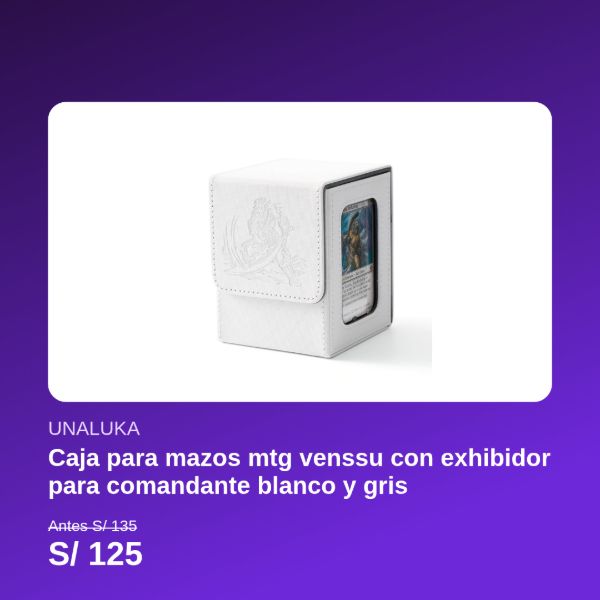 UNALUKA
Caja para mazos mtg venssu con exhibidor
para comandante blanco y gris
Antes S/ 135
S/ 125